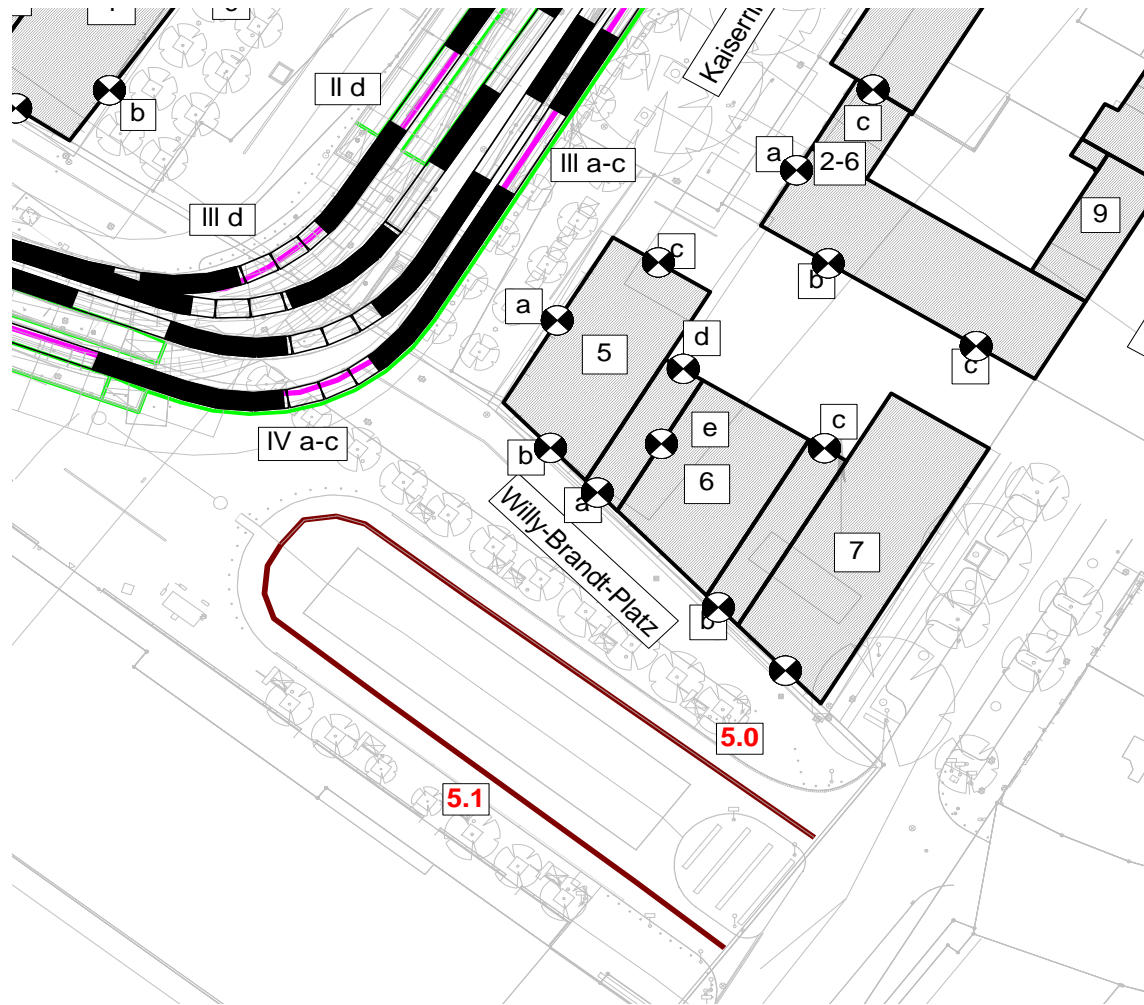 Kaiserri
II d
b
c
III a-c
a
2-6
9
III d
c
b
a
5
d
c
e
c
IV a-c
b
6
a
Willy-Brandt-Platz
7
b
5.0
5.1